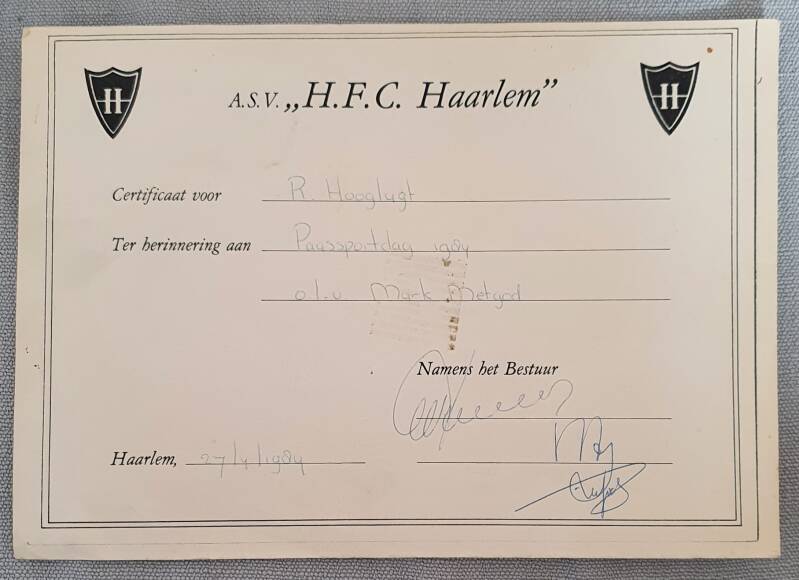 H
H
A.S.V. „H.F.C. Haarlem”
Certificaat voor R. Hooglugt
Ter herinnering aan Paassportdag 1984
o.l.v. Mark Metgod
Namens het Bestuur
Haarlem, 27/4/1984